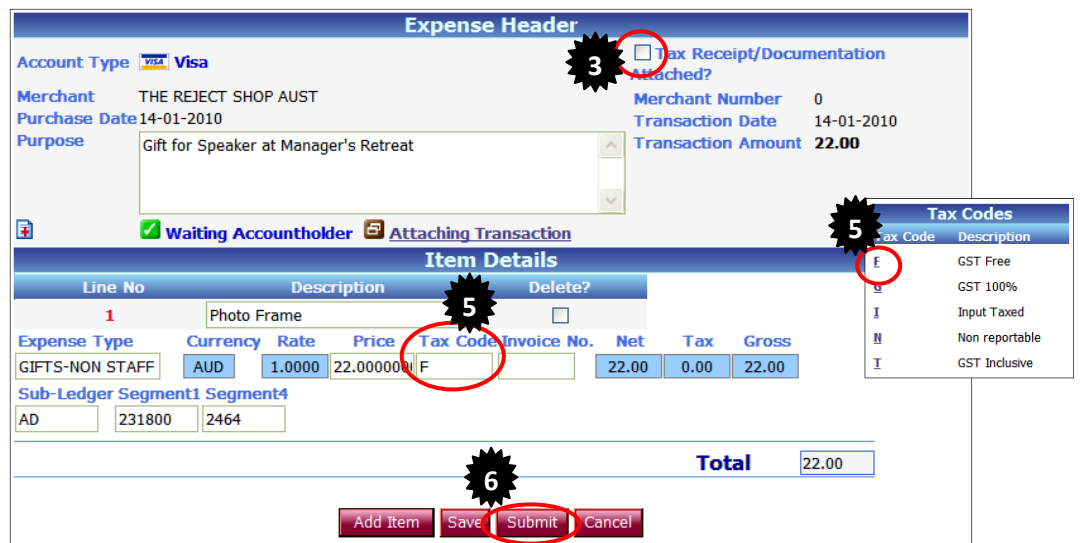 Expense Header
Account Type VISA Visa
3
Tax Receipt/Documentation
Attached?
Merchant THE REJECT SHOP AUST
Merchant Number 0
Purchase Date 14-01-2010
Transaction Date 14-01-2010
Purpose Gift for Speaker at Manager's Retreat
Transaction Amount 22.00
Waiting Accountholder Attaching Transaction
Item Details
Line No Description Delete?
1 Photo Frame
5
Expense Type Currency Rate Price Tax Code Invoice No. Net Tax Gross
GIFTS-NON STAFF AUD 1.0000 22.0000000 F 22.00 0.00 22.00
Sub-Ledger Segment1 Segment4
AD 231800 2464
Total 22.00
6
Add Item Save Submit Cancel
5
Tax Codes
Tax Code Description
F GST Free
G GST 100%
I Input Taxed
N Non reportable
T GST Inclusive